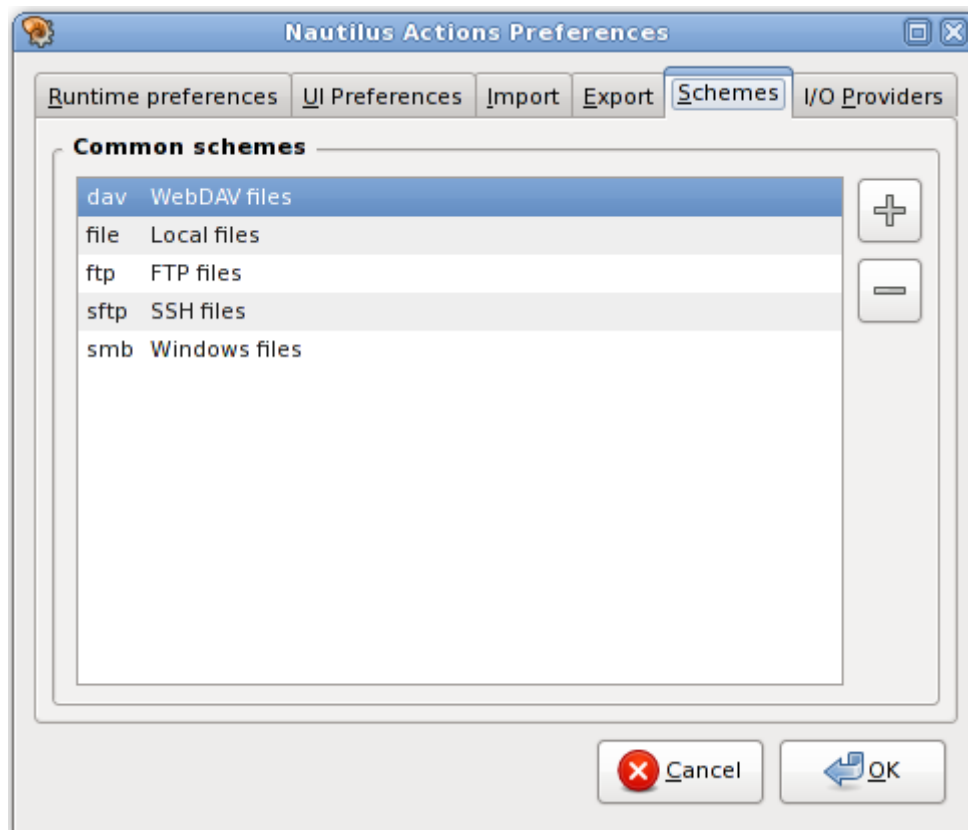 Nautilus Actions Preferences
Runtime preferences UI Preferences Import Export Schemes I/O Providers
Common schemes
dav WebDAV files
file Local files
ftp FTP files
sftp SSH files
smb Windows files
Cancel OK